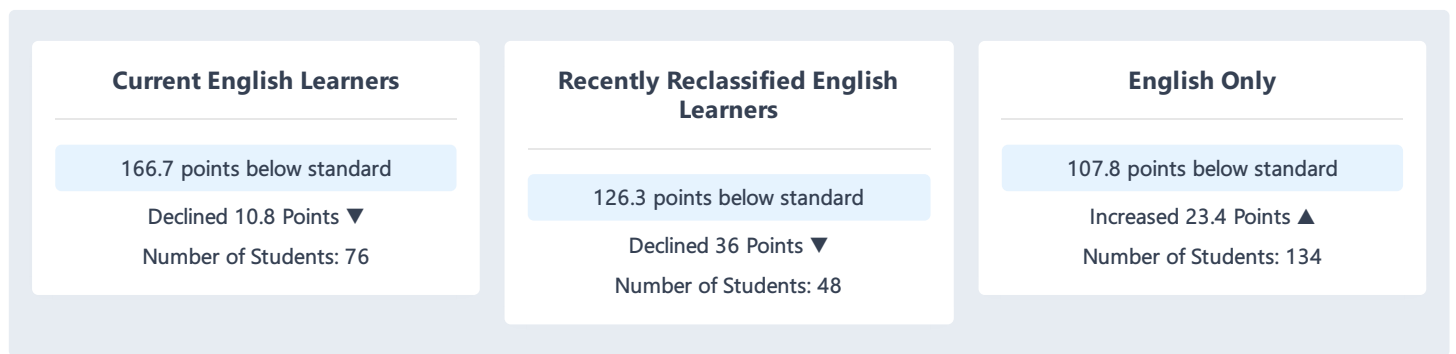 Current English Learners
166.7 points below standard
Declined 10.8 Points ▼
Number of Students: 76
Recently Reclassified English
Learners
126.3 points below standard
Declined 36 Points ▼
Number of Students: 48
English Only
107.8 points below standard
Increased 23.4 Points ▲
Number of Students: 134